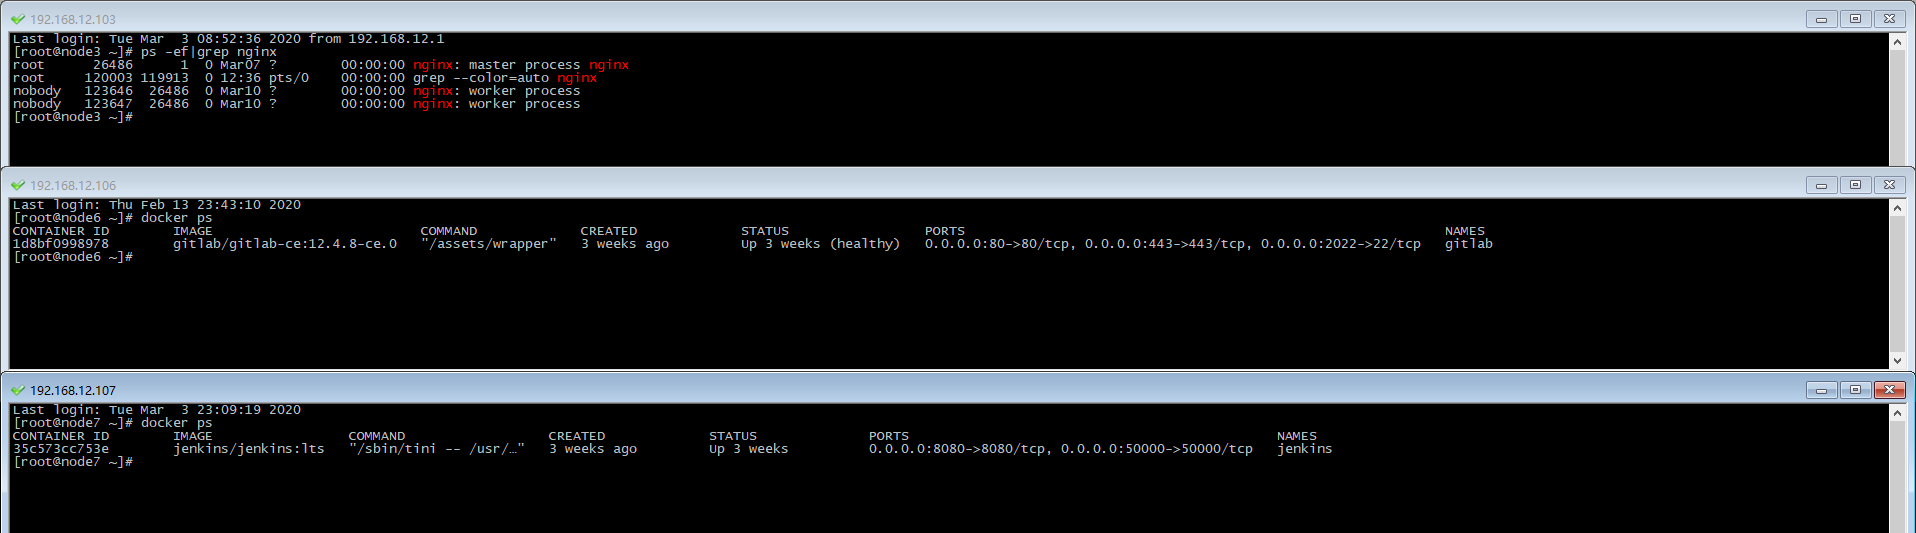 192.168.12.103
Last login: Tue Mar  3 08:52:36 2020 from 192.168.12.1
[root@node3 ~]# ps -ef|grep nginx
root      26486      1  0 Mar07 ?        00:00:00 nginx: master process nginx
root     120003 119913  0 12:36 pts/0    00:00:00 grep --color=auto nginx
nobody   123646  26486  0 Mar10 ?        00:00:00 nginx: worker process
nobody   123647  26486  0 Mar10 ?        00:00:00 nginx: worker process
[root@node3 ~]#
192.168.12.106
Last login: Thu Feb 13 23:43:10 2020
[root@node6 ~]# docker ps
CONTAINER ID        IMAGE                          COMMAND             CREATED             STATUS                 PORTS                                                            NAMES
1d8bf0998978        gitlab/gitlab-ce:12.4.8-ce.0   "/assets/wrapper"   3 weeks ago         Up 3 weeks (healthy)   0.0.0.0:80->80/tcp, 0.0.0.0:443->443/tcp, 0.0.0.0:2022->22/tcp   gitlab
[root@node6 ~]#
192.168.12.107
Last login: Tue Mar  3 23:09:19 2020
[root@node7 ~]# docker ps
CONTAINER ID        IMAGE                 COMMAND                  CREATED             STATUS              PORTS                                              NAMES
35c573cc753e        jenkins/jenkins:lts   "/sbin/tini -- /usr/…"   3 weeks ago         Up 3 weeks          0.0.0.0:8080->8080/tcp, 0.0.0.0:50000->50000/tcp   jenkins
[root@node7 ~]#